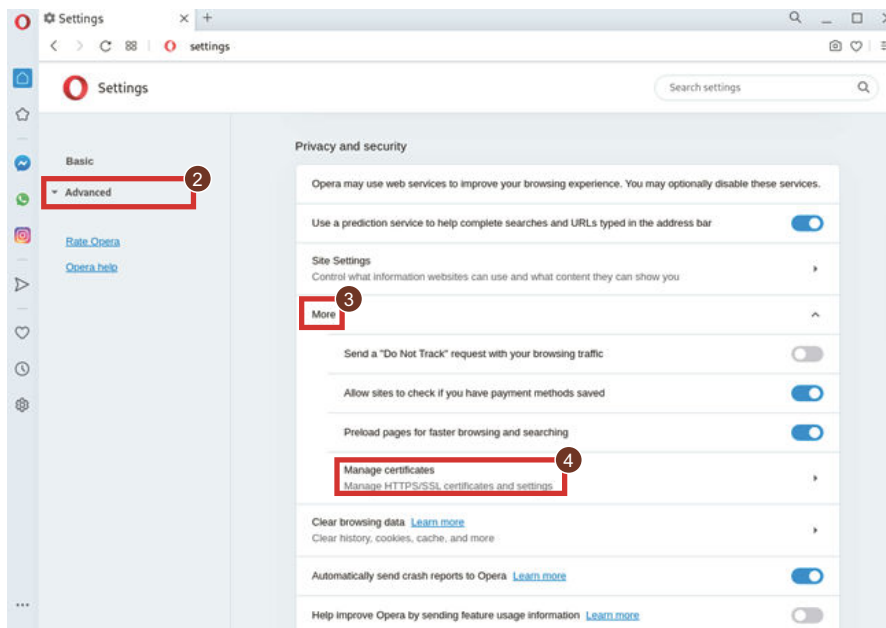 Settings
settings
Settings
Search settings
Basic
2
Advanced
Rate Opera
Opera help
Privacy and security
Opera may use web services to improve your browsing experience. You may optionally disable these services.
Use a prediction service to help complete searches and URLs typed in the address bar
Site Settings
Control what information websites can use and what content they can show you
3
More
Send a "Do Not Track" request with your browsing traffic
Allow sites to check if you have payment methods saved
Preload pages for faster browsing and searching
4
Manage certificates
Manage HTTPS/SSL certificates and settings
Clear browsing data Learn more
Clear history, cookies, cache, and more
Automatically send crash reports to Opera Learn more
Help improve Opera by sending feature usage information Learn more